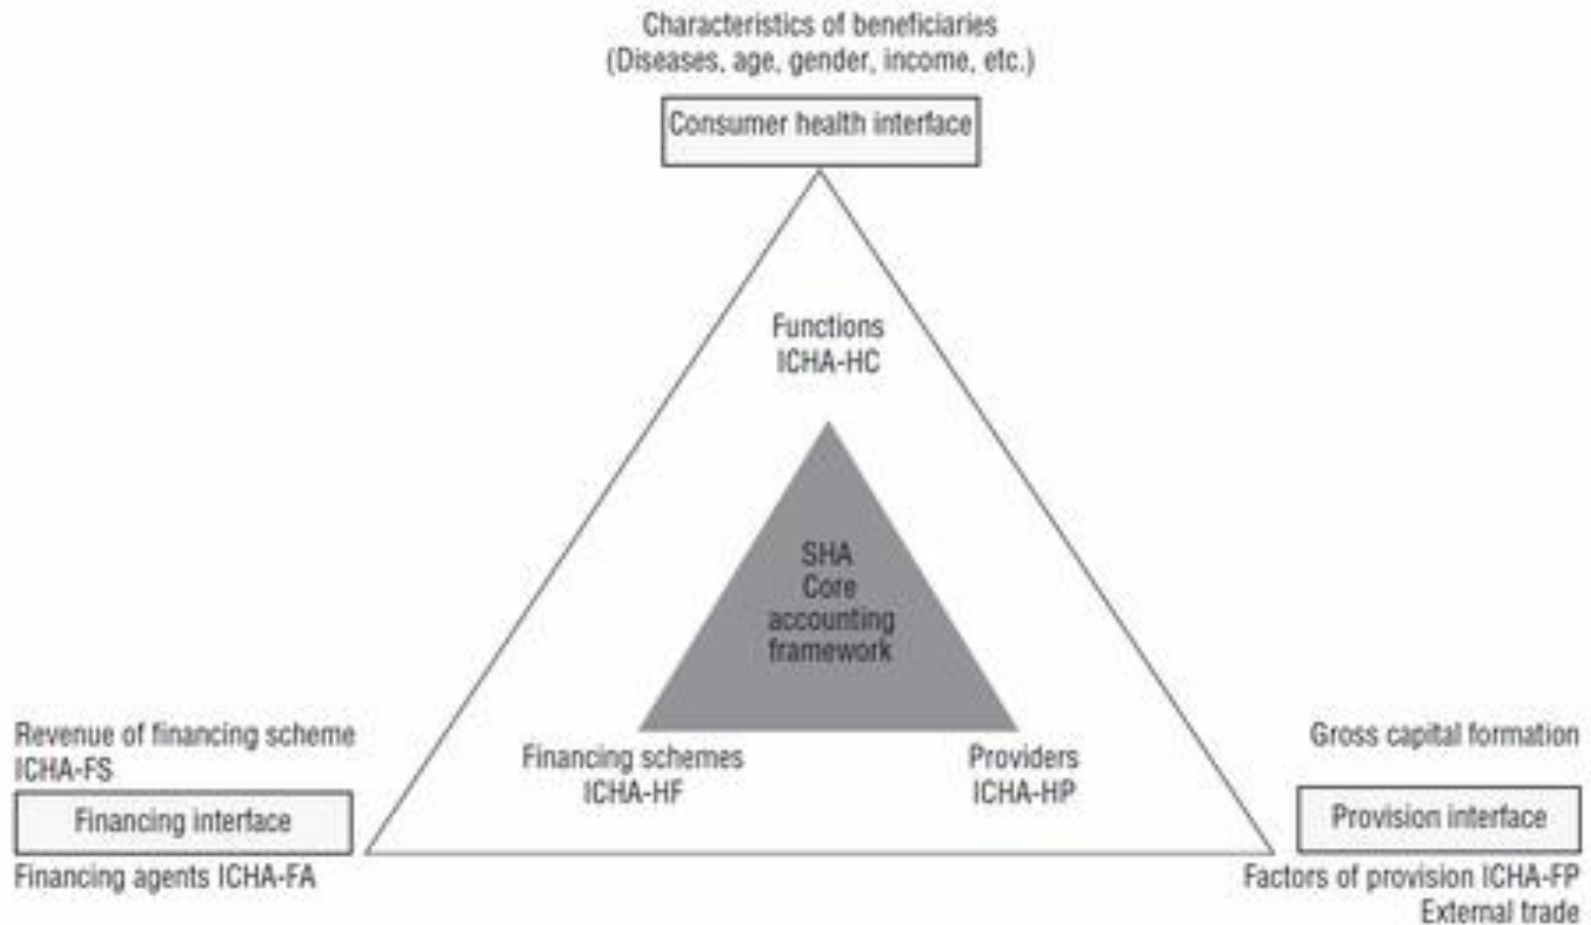 Characteristics of beneficiaries
(Diseases, age, gender, income, etc.)
Consumer health interface
Functions
ICHA-HC
SHA
Core
accounting
framework
Revenue of financing scheme
ICHA-FS
Financing interface
Financing agents ICHA-FA
Financing schemes
ICHA-HF
Providers
ICHA-HP
Gross capital formation
Provision interface
Factors of provision ICHA-FP
External trade